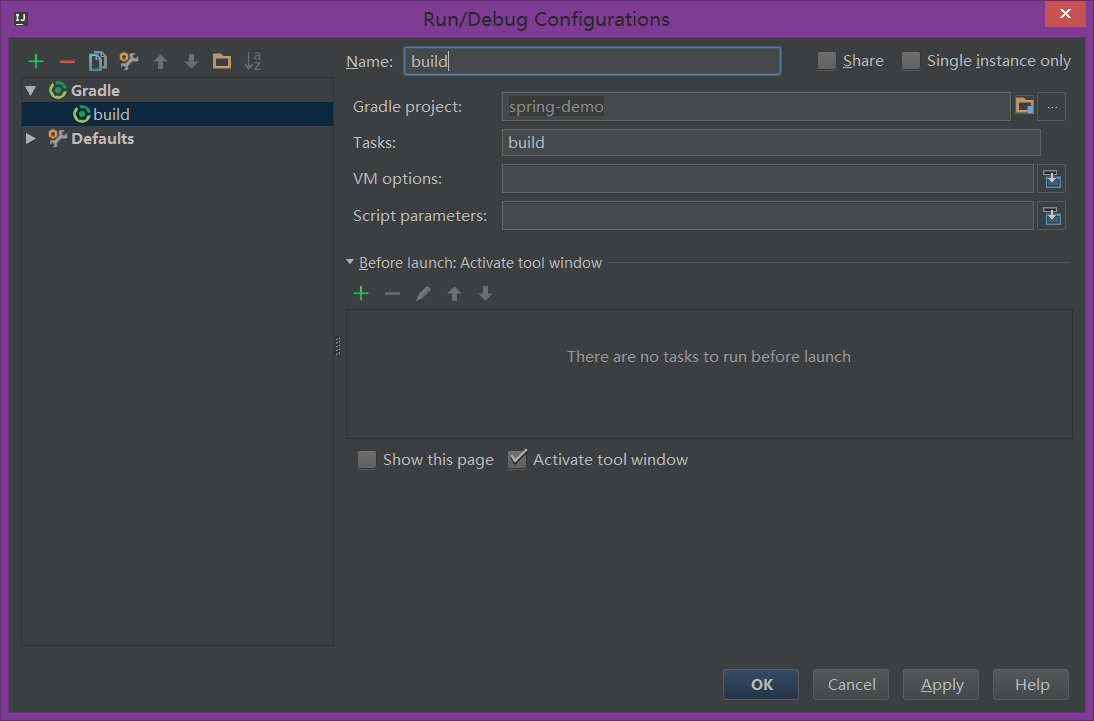 IJ
Run/Debug Configurations
Name: build Share Single instance only
Gradle
build
Defaults
Gradle project: spring-demo ...
Tasks: build
VM options:
Script parameters:
Before launch: Activate tool window
There are no tasks to run before launch
Show this page Activate tool window
OK Cancel Apply Help